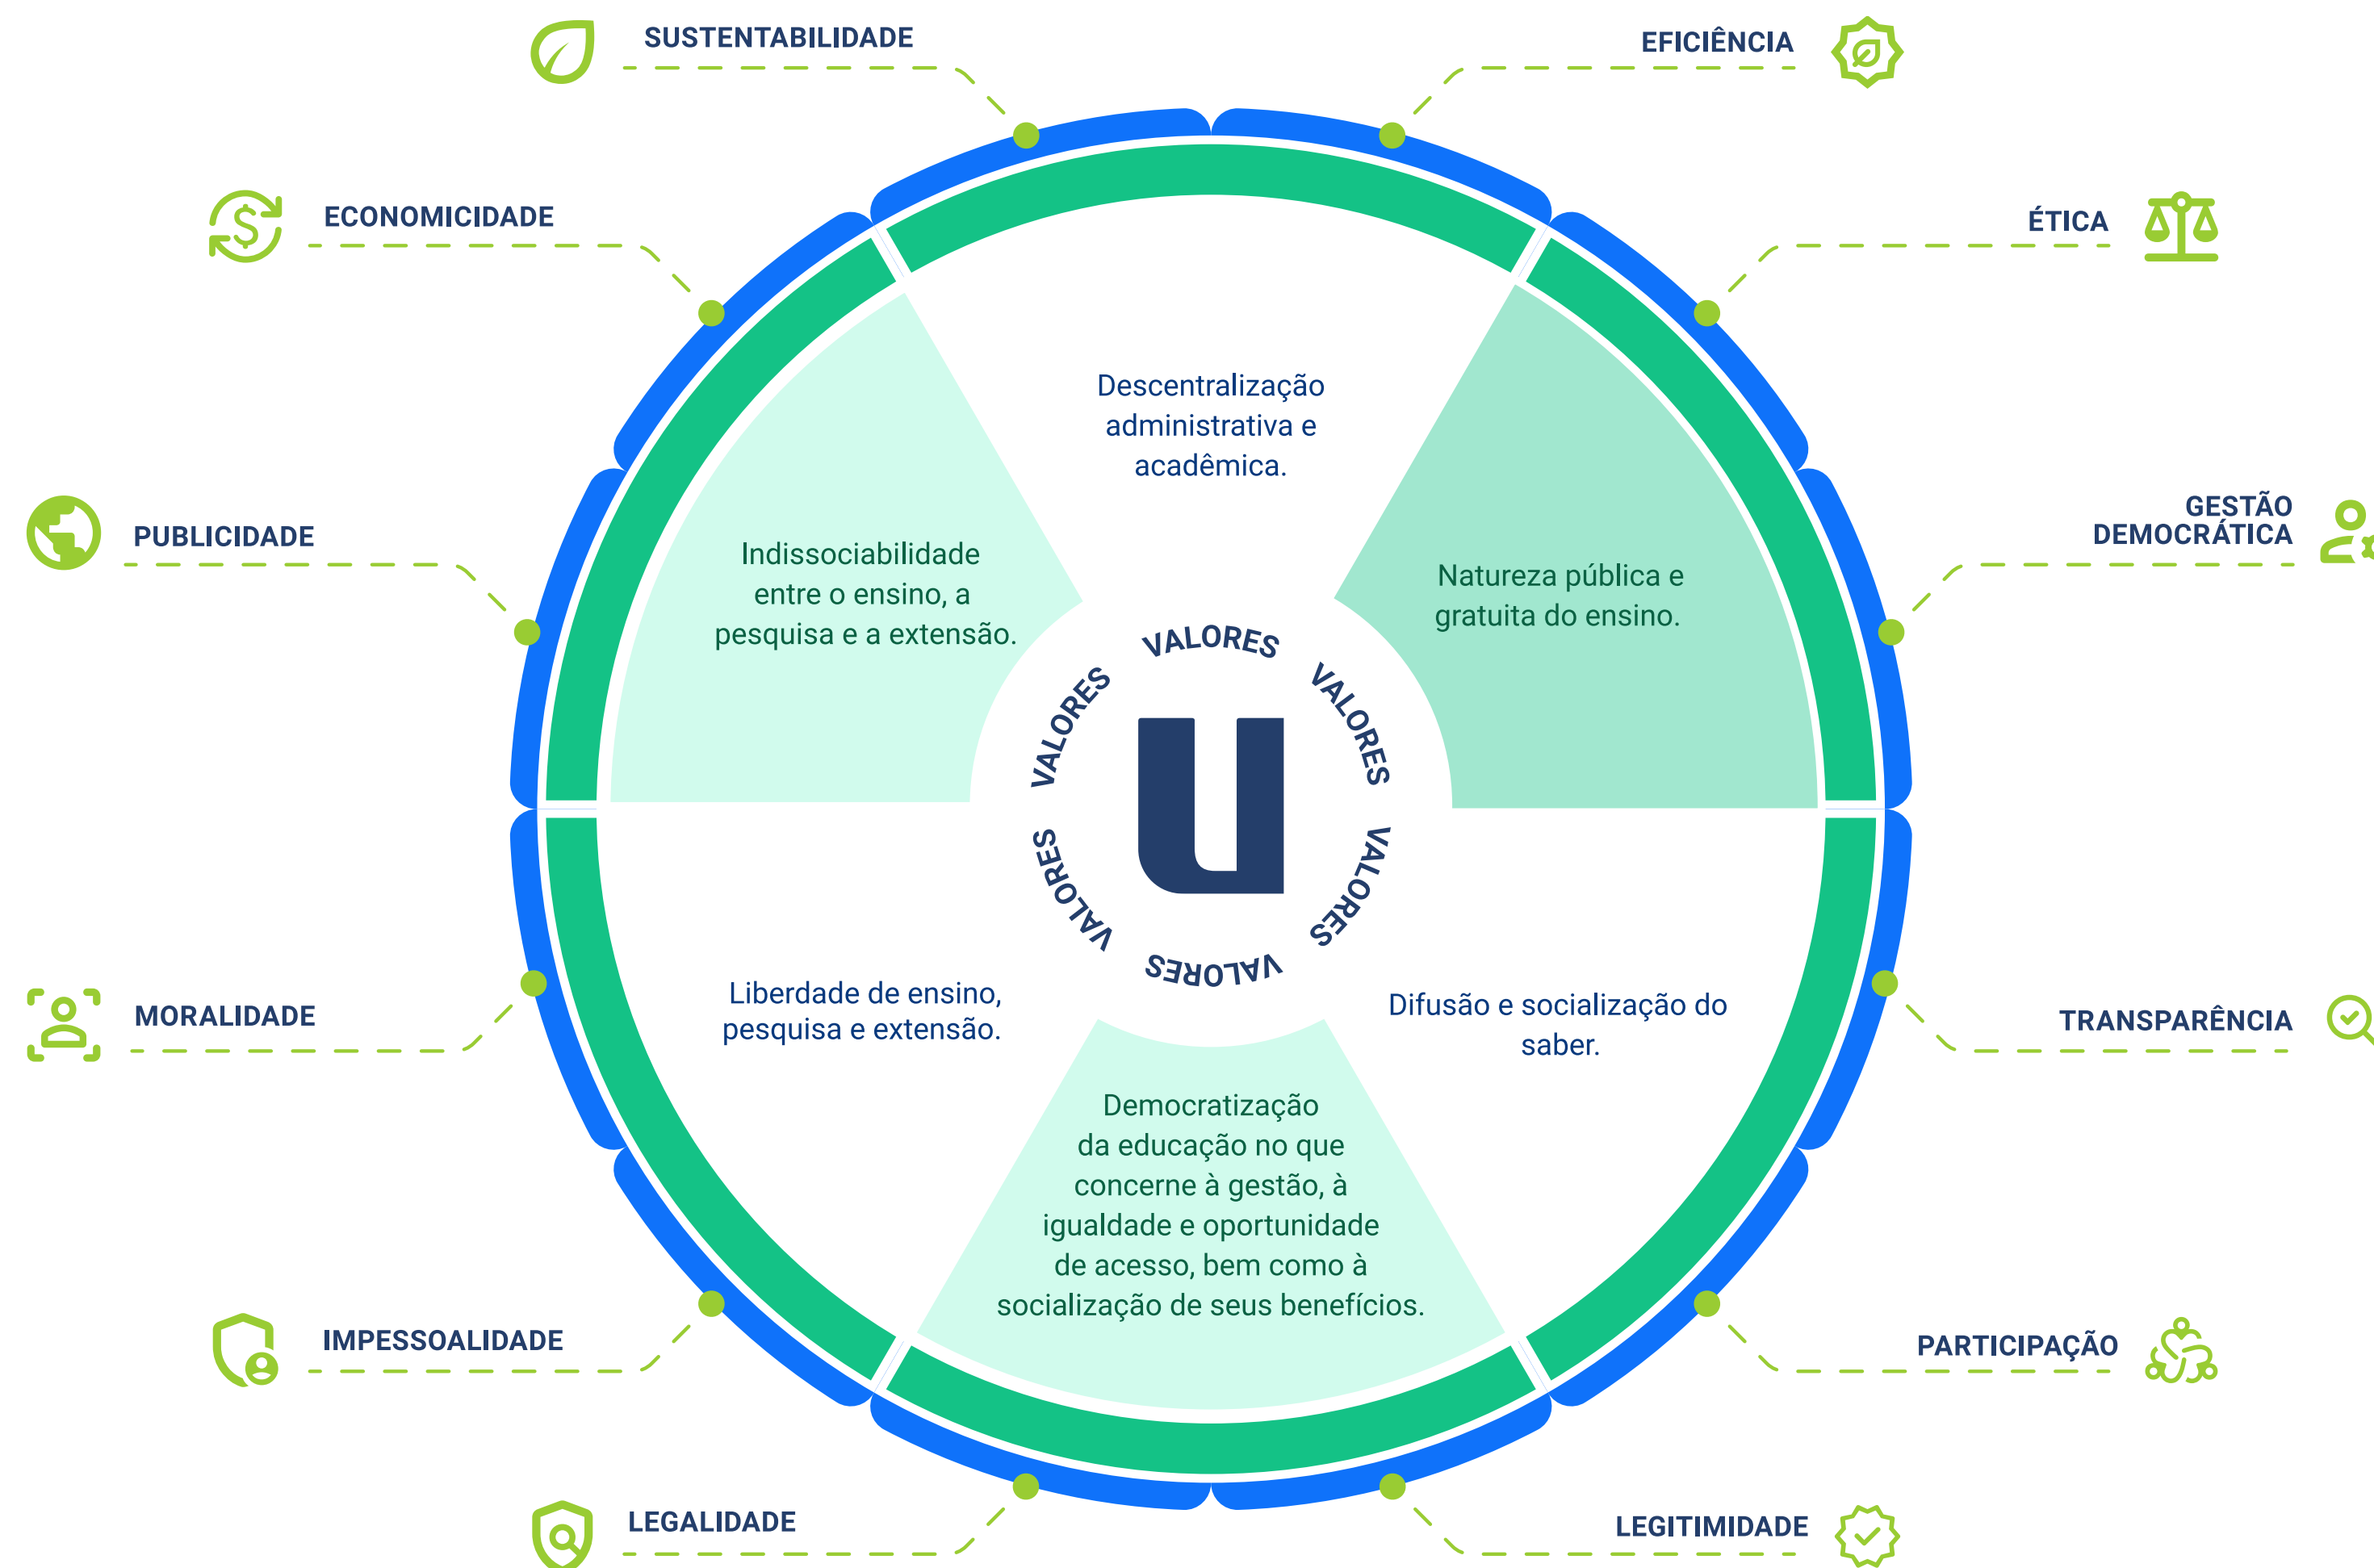 SUSTENTABILIDADE
EFICIÊNCIA
ECONOMICIDADE
ÉTICA
PUBLICIDADE
GESTÃO
DEMOCRÁTICA
Descentralização
administrativa e
acadêmica.
Indissociabilidade
entre o ensino, a
pesquisa e a extensão.
Natureza pública e
gratuita do ensino.
VALORES
VALORES
VALORES
VALORES
VALORES
VALORES
u
Liberdade de ensino,
pesquisa e extensão.
Difusão e socialização do
saber.
Democratização
da educação no que
concerne à gestão, à
igualdade e oportunidade
de acesso, bem como à
socialização de seus benefícios.
MORALIDADE
TRANSPARÊNCIA
IMPESSOALIDADE
PARTICIPAÇÃO
LEGALIDADE
LEGITIMIDADE